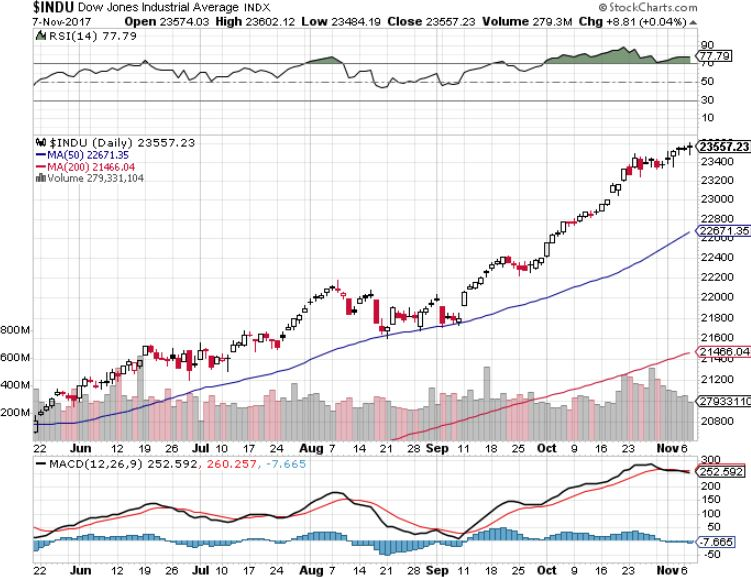 $INDU Dow Jones Industrial Average INDX © StockCharts.com
7-Nov-2017 Open 23574.03 High 23602.12 Low 23484.19 Close 23557.23 Volume 279.3M Chg +8.81 (+0.04%)
RSI(14) 77.79
90
77.79
70
50
30
10
$INDU (Daily) 23557.23
MA(50) 22671.35
MA(200) 21466.04
Volume 279,331,104
23557.23
23400
23200
23000
22800
22671.35
22400
22200
22000
21800
21600
21466.04
21200
27933110
20800
800M
600M
400M
200M
22 Jun 12 19 26 Jul 10 17 24 Aug 7 14 21 28 Sep 11 18 25 Oct 9 16 23 Nov 6
MACD(12,26,9) 252.592, 260.257, -7.665
300
252.592
200
150
100
50
-7.665
-50
22 Jun 12 19 26 Jul 10 17 24 Aug 7 14 21 28 Sep 11 18 25 Oct 9 16 23 Nov 6